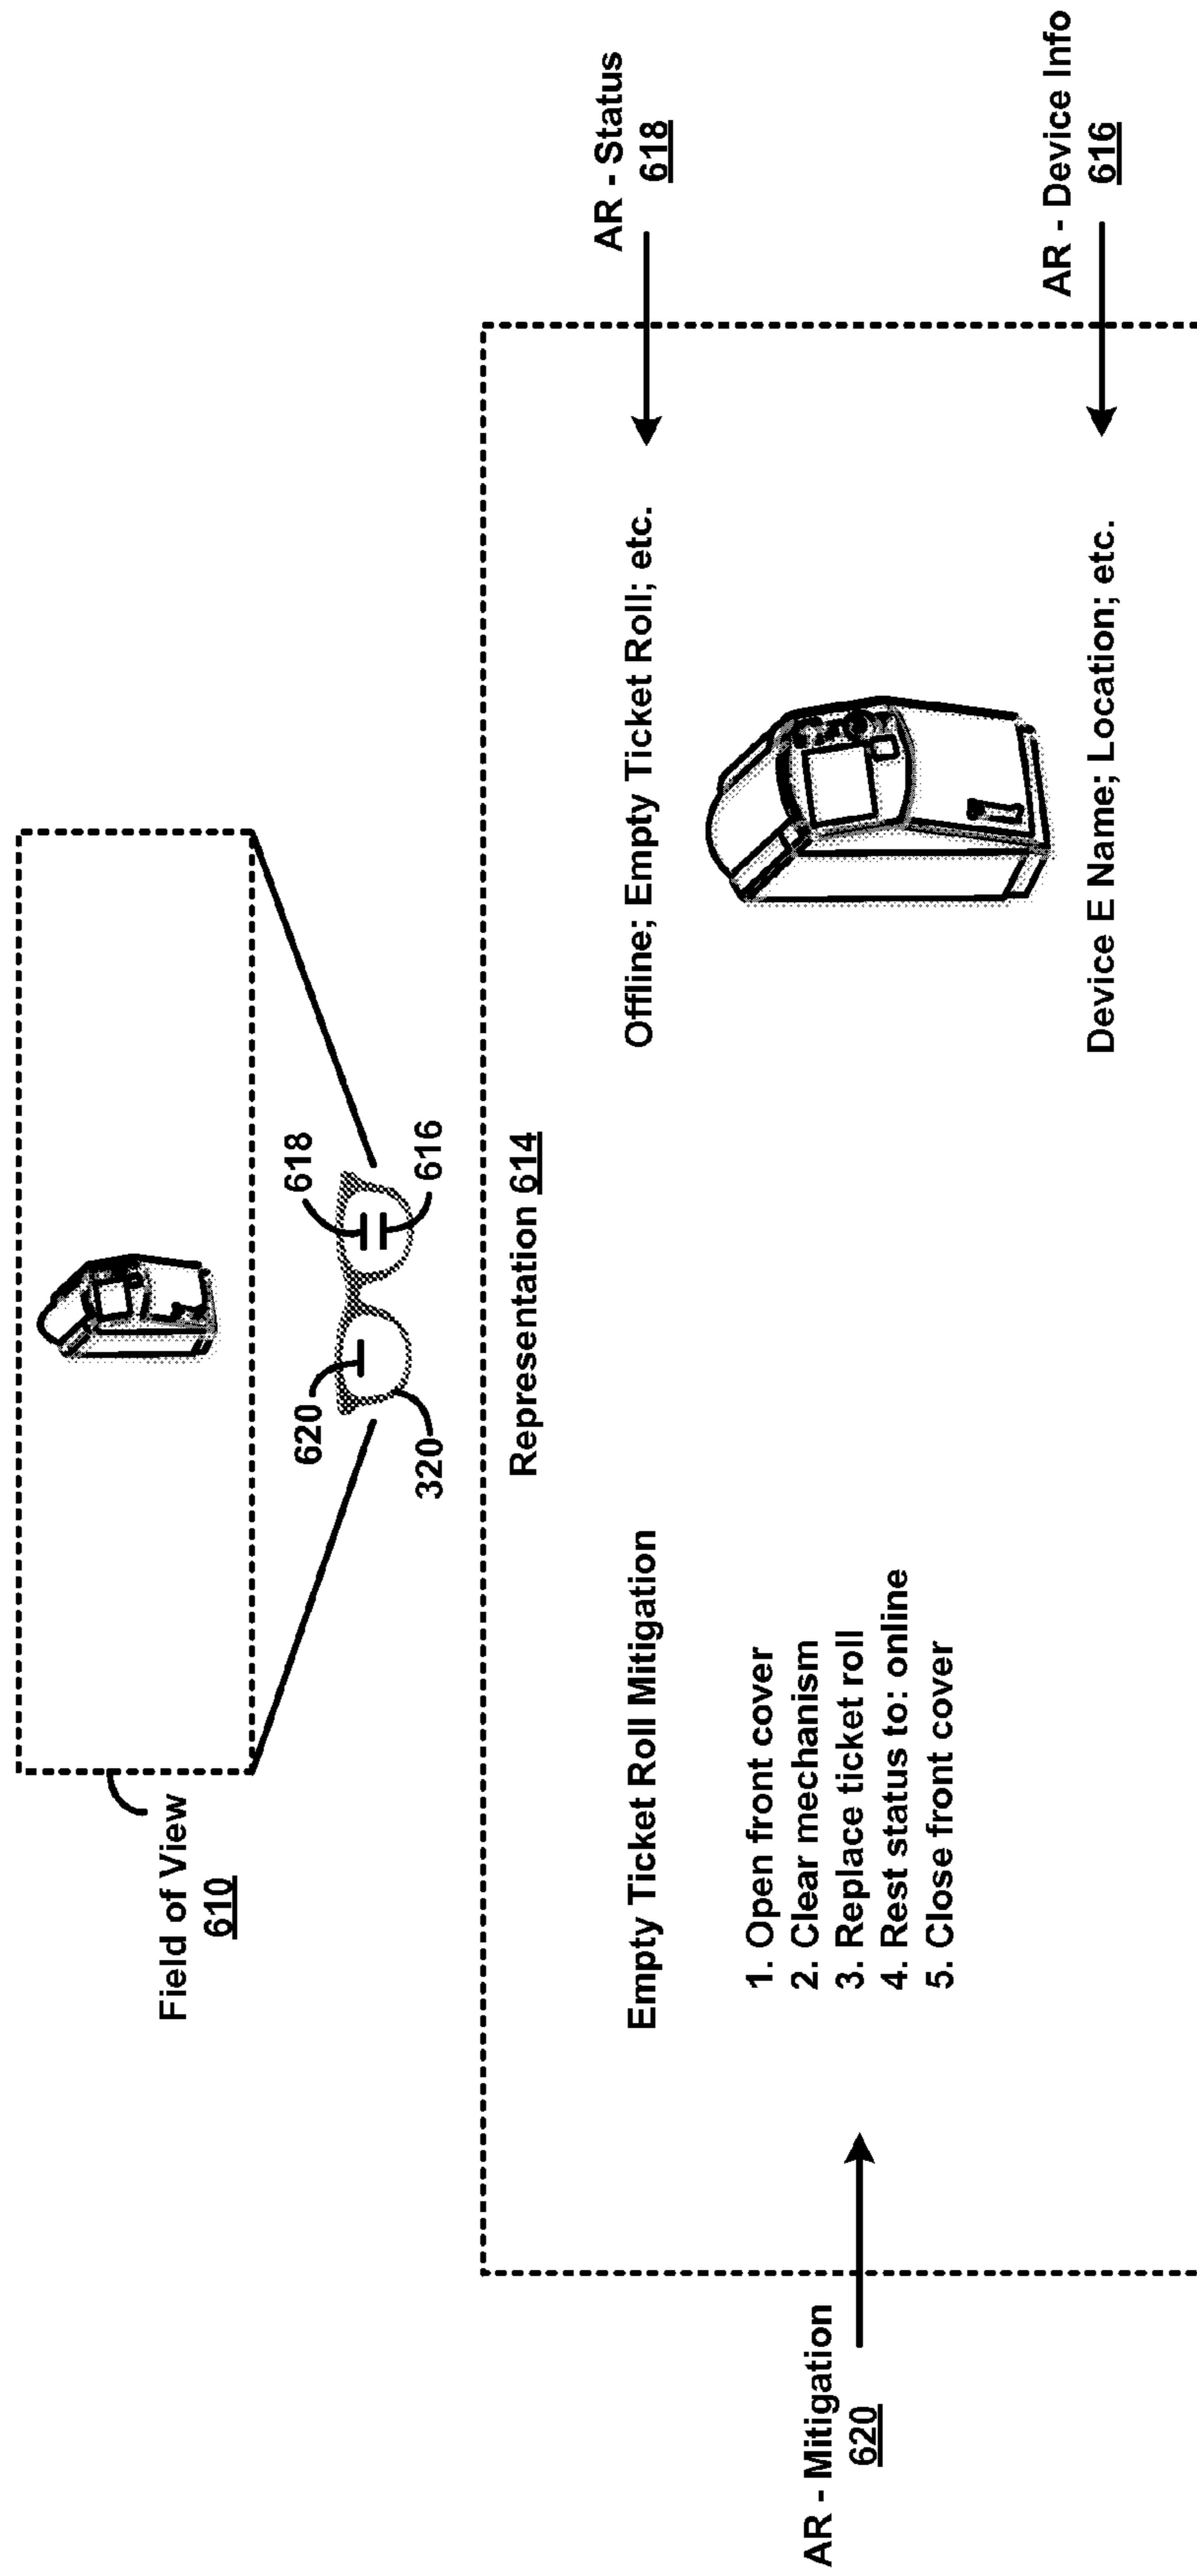 Field of View
610
620
618
320
616
Representation 614
AR - Mitigation
620
Empty Ticket Roll Mitigation
1. Open front cover
2. Clear mechanism
3. Replace ticket roll
4. Rest status to: online
5. Close front cover
Offline; Empty Ticket Roll; etc.
AR - Status
618
Device E Name; Location; etc.
AR - Device Info
616